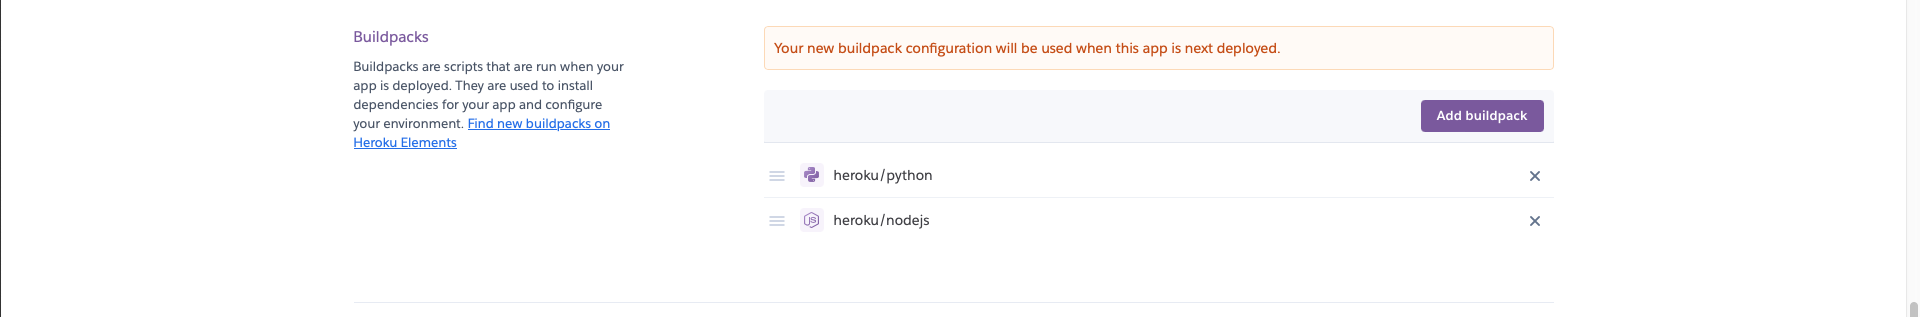 Buildpacks
Buildpacks are scripts that are run when your
app is deployed. They are used to install
dependencies for your app and configure
your environment. Find new buildpacks on
Heroku Elements
Your new buildpack configuration will be used when this app is next deployed.
Add buildpack
heroku/python
heroku/nodejs